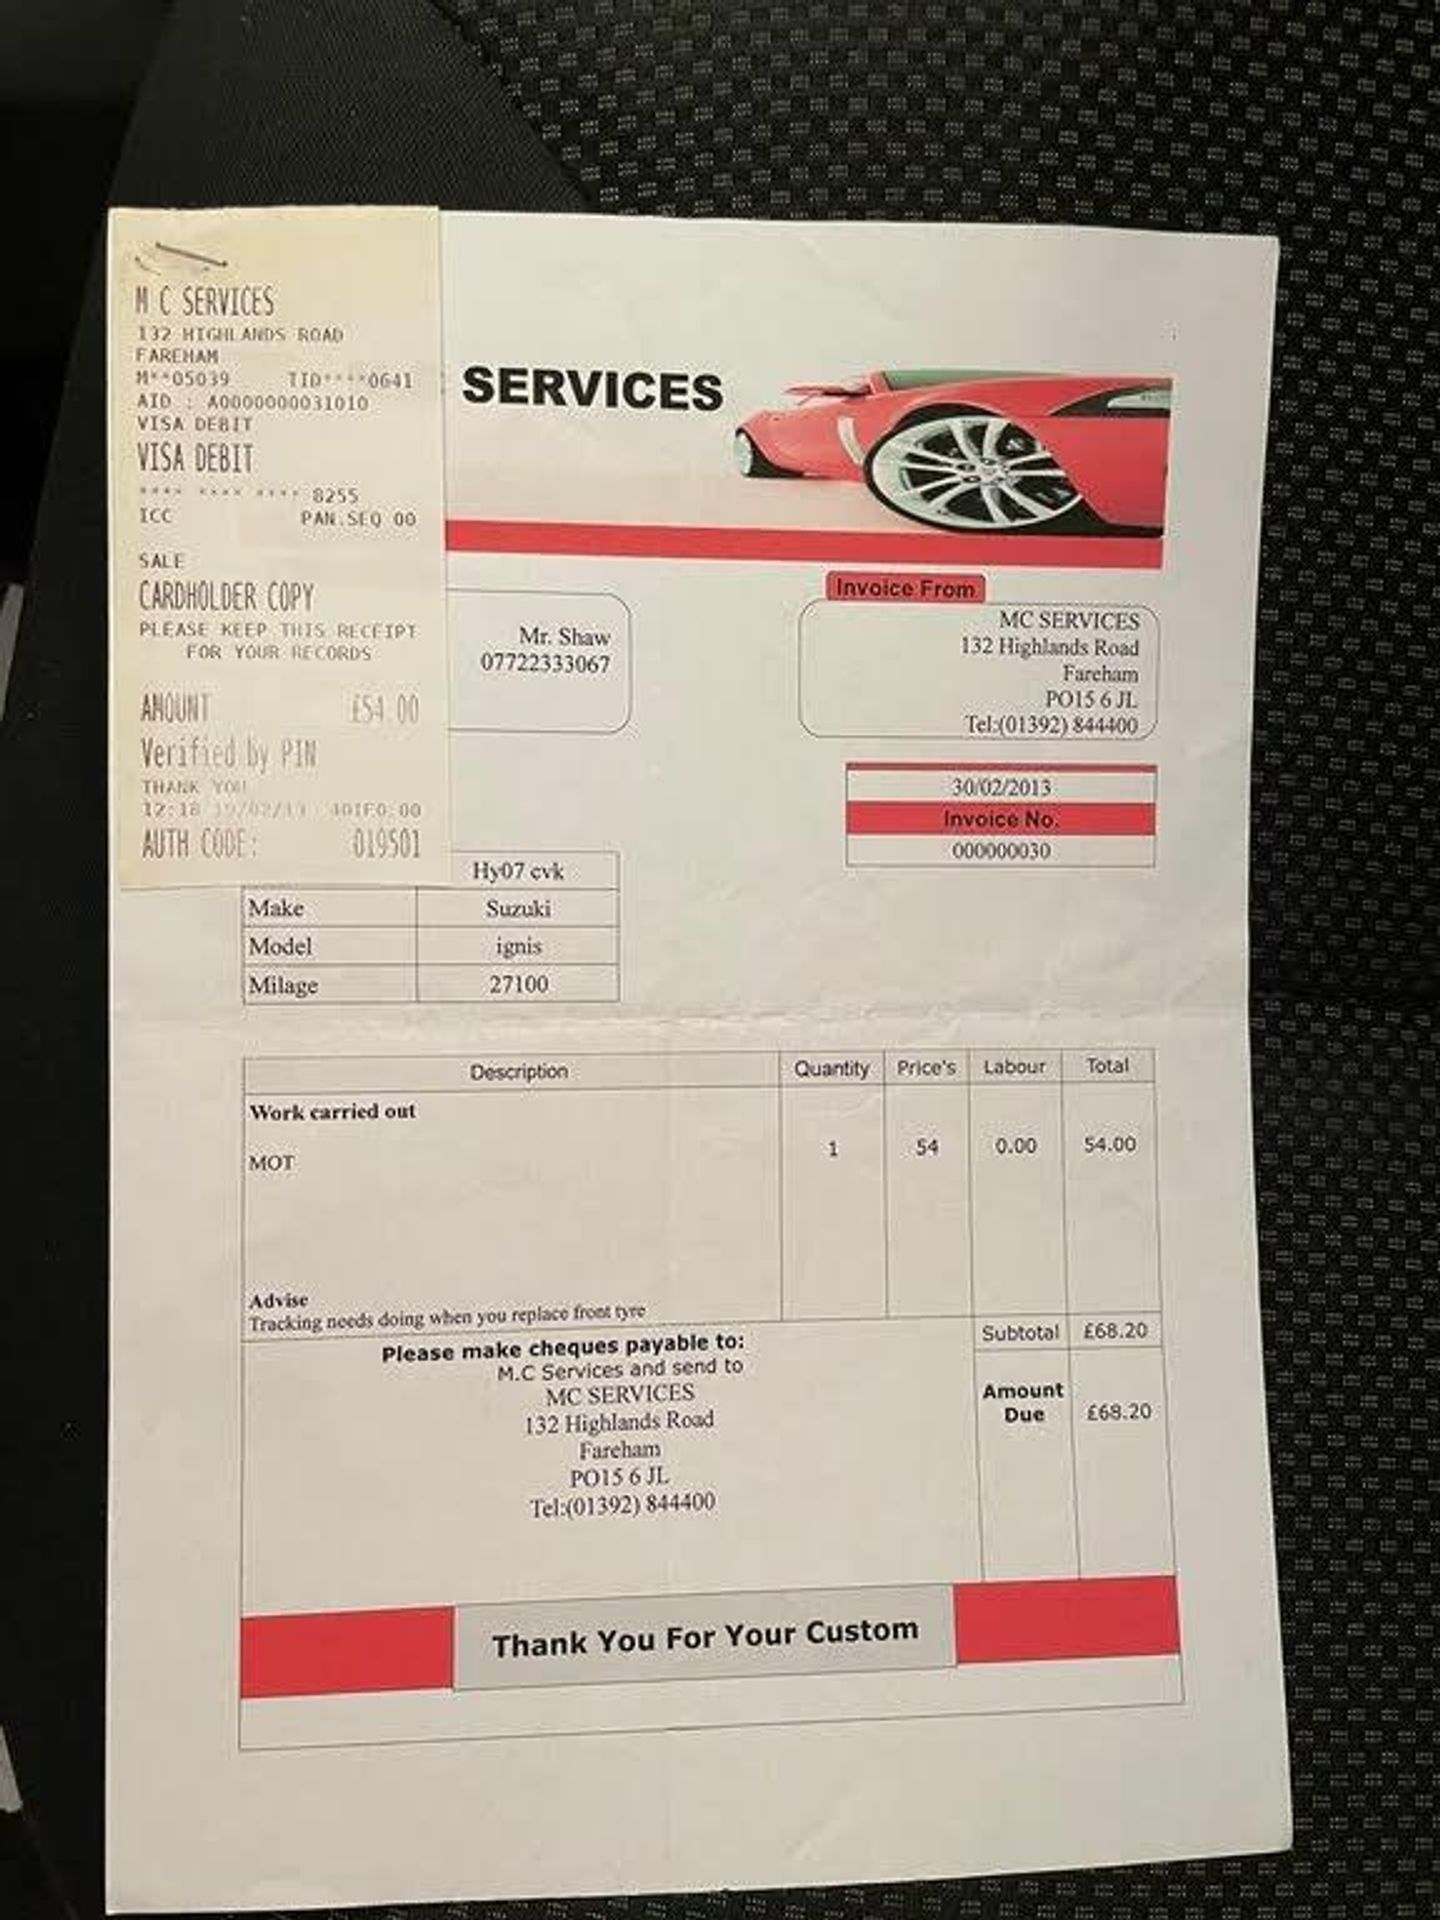 M C SERVICES
132 HIGHLANDS ROAD
FAREHAM
M**05039 TID****0641
AID : A0000000031010
VISA DEBIT
VISA DEBIT
**** **** **** 8255
ICC PAN.SEQ 00
SALE
CARDHOLDER COPY
PLEASE KEEP THIS RECEIPT
FOR YOUR RECORDS
AMOUNT £54.00
Verified by PIN
THANK YOU
12:18 19/02/13
AUTH CODE: 019501
SERVICES
Mr. Shaw
07722333067
Invoice From
MC SERVICES
132 Highlands Road
Fareham
PO15 6 JL
Tel:(01392) 844400
30/02/2013
Invoice No.
000000030
Hy07 cvk
Make Suzuki
Model ignis
Milage 27100
Description Quantity Price's Labour Total
Work carried out
MOT 1 54 0.00 54.00
Advise
Tracking needs doing when you replace front tyre
Subtotal £68.20
Please make cheques payable to:
M.C Services and send to
MC SERVICES
132 Highlands Road
Fareham
PO15 6 JL
Tel:(01392) 844400
Amount
Due £68.20
Thank You For Your Custom